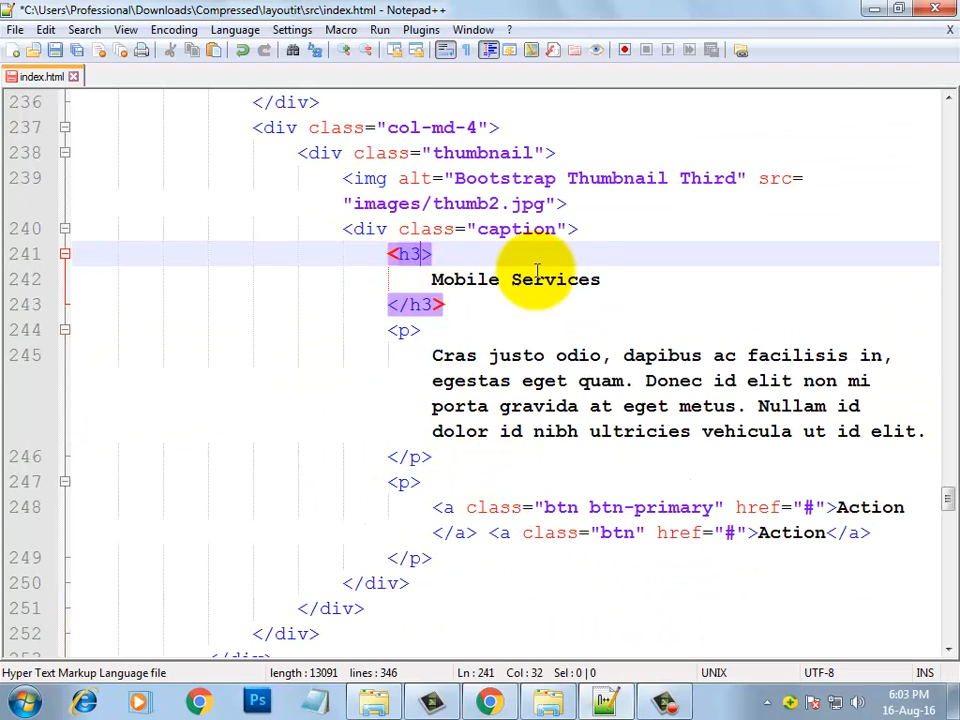 *C:\Users\Professional\Downloads\Compressed\layoutit\src\index.html - Notepad++
File Edit Search View Encoding Language Settings Macro Run Plugins Window ? X
index.html
236 </div>
237 <div class="col-md-4">
238 <div class="thumbnail">
239 <img alt="Bootstrap Thumbnail Third" src=
"images/thumb2.jpg">
240 <div class="caption">
241 <h3>
242 Mobile Services
243 </h3>
244 <p>
245 Cras justo odio, dapibus ac facilisis in,
egestas eget quam. Donec id elit non mi
porta gravida at eget metus. Nullam id
dolor id nibh ultricies vehicula ut id elit.
246 </p>
247 <p>
248 <a class="btn btn-primary" href="#">Action
</a> <a class="btn" href="#">Action</a>
249 </p>
250 </div>
251 </div>
252 </div>
253 </div>
Hyper Text Markup Language file length : 13091 lines : 346 Ln : 241 Col : 32 Sel : 0 | 0 UNIX UTF-8 INS
Ps
6:03 PM
16-Aug-16